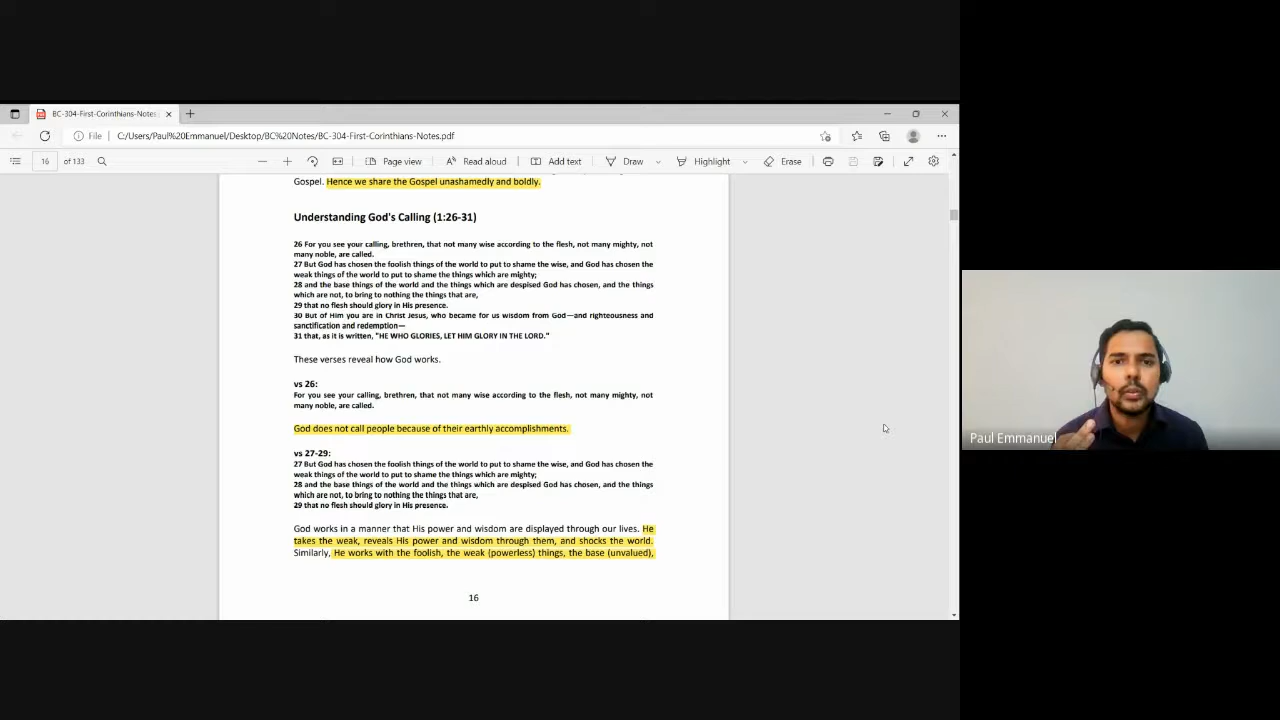 BC-304-First-Corinthians-Notes
File C:/Users/Paul%20Emmanuel/Desktop/BC%20Notes/BC-304-First-Corinthians-Notes.pdf
16 of 133 Page view Read aloud Add text Draw Highlight Erase
Gospel. Hence we share the Gospel unashamedly and boldly.
Understanding God's Calling (1:26-31)
26 For you see your calling, brethren, that not many wise according to the flesh, not many mighty, not
many noble, are called.
27 But God has chosen the foolish things of the world to put to shame the wise, and God has chosen the
weak things of the world to put to shame the things which are mighty;
28 and the base things of the world and the things which are despised God has chosen, and the things
which are not, to bring to nothing the things that are,
29 that no flesh should glory in His presence.
30 But of Him you are in Christ Jesus, who became for us wisdom from God—and righteousness and
sanctification and redemption—
31 that, as it is written, "HE WHO GLORIES, LET HIM GLORY IN THE LORD."
These verses reveal how God works.
vs 26:
For you see your calling, brethren, that not many wise according to the flesh, not many mighty, not
many noble, are called.
God does not call people because of their earthly accomplishments.
vs 27-29:
27 But God has chosen the foolish things of the world to put to shame the wise, and God has chosen the
weak things of the world to put to shame the things which are mighty;
28 and the base things of the world and the things which are despised God has chosen, and the things
which are not, to bring to nothing the things that are,
29 that no flesh should glory in His presence.
God works in a manner that His power and wisdom are displayed through our lives. He
takes the weak, reveals His power and wisdom through them, and shocks the world.
Similarly, He works with the foolish, the weak (powerless) things, the base (unvalued),
16
Paul Emmanuel